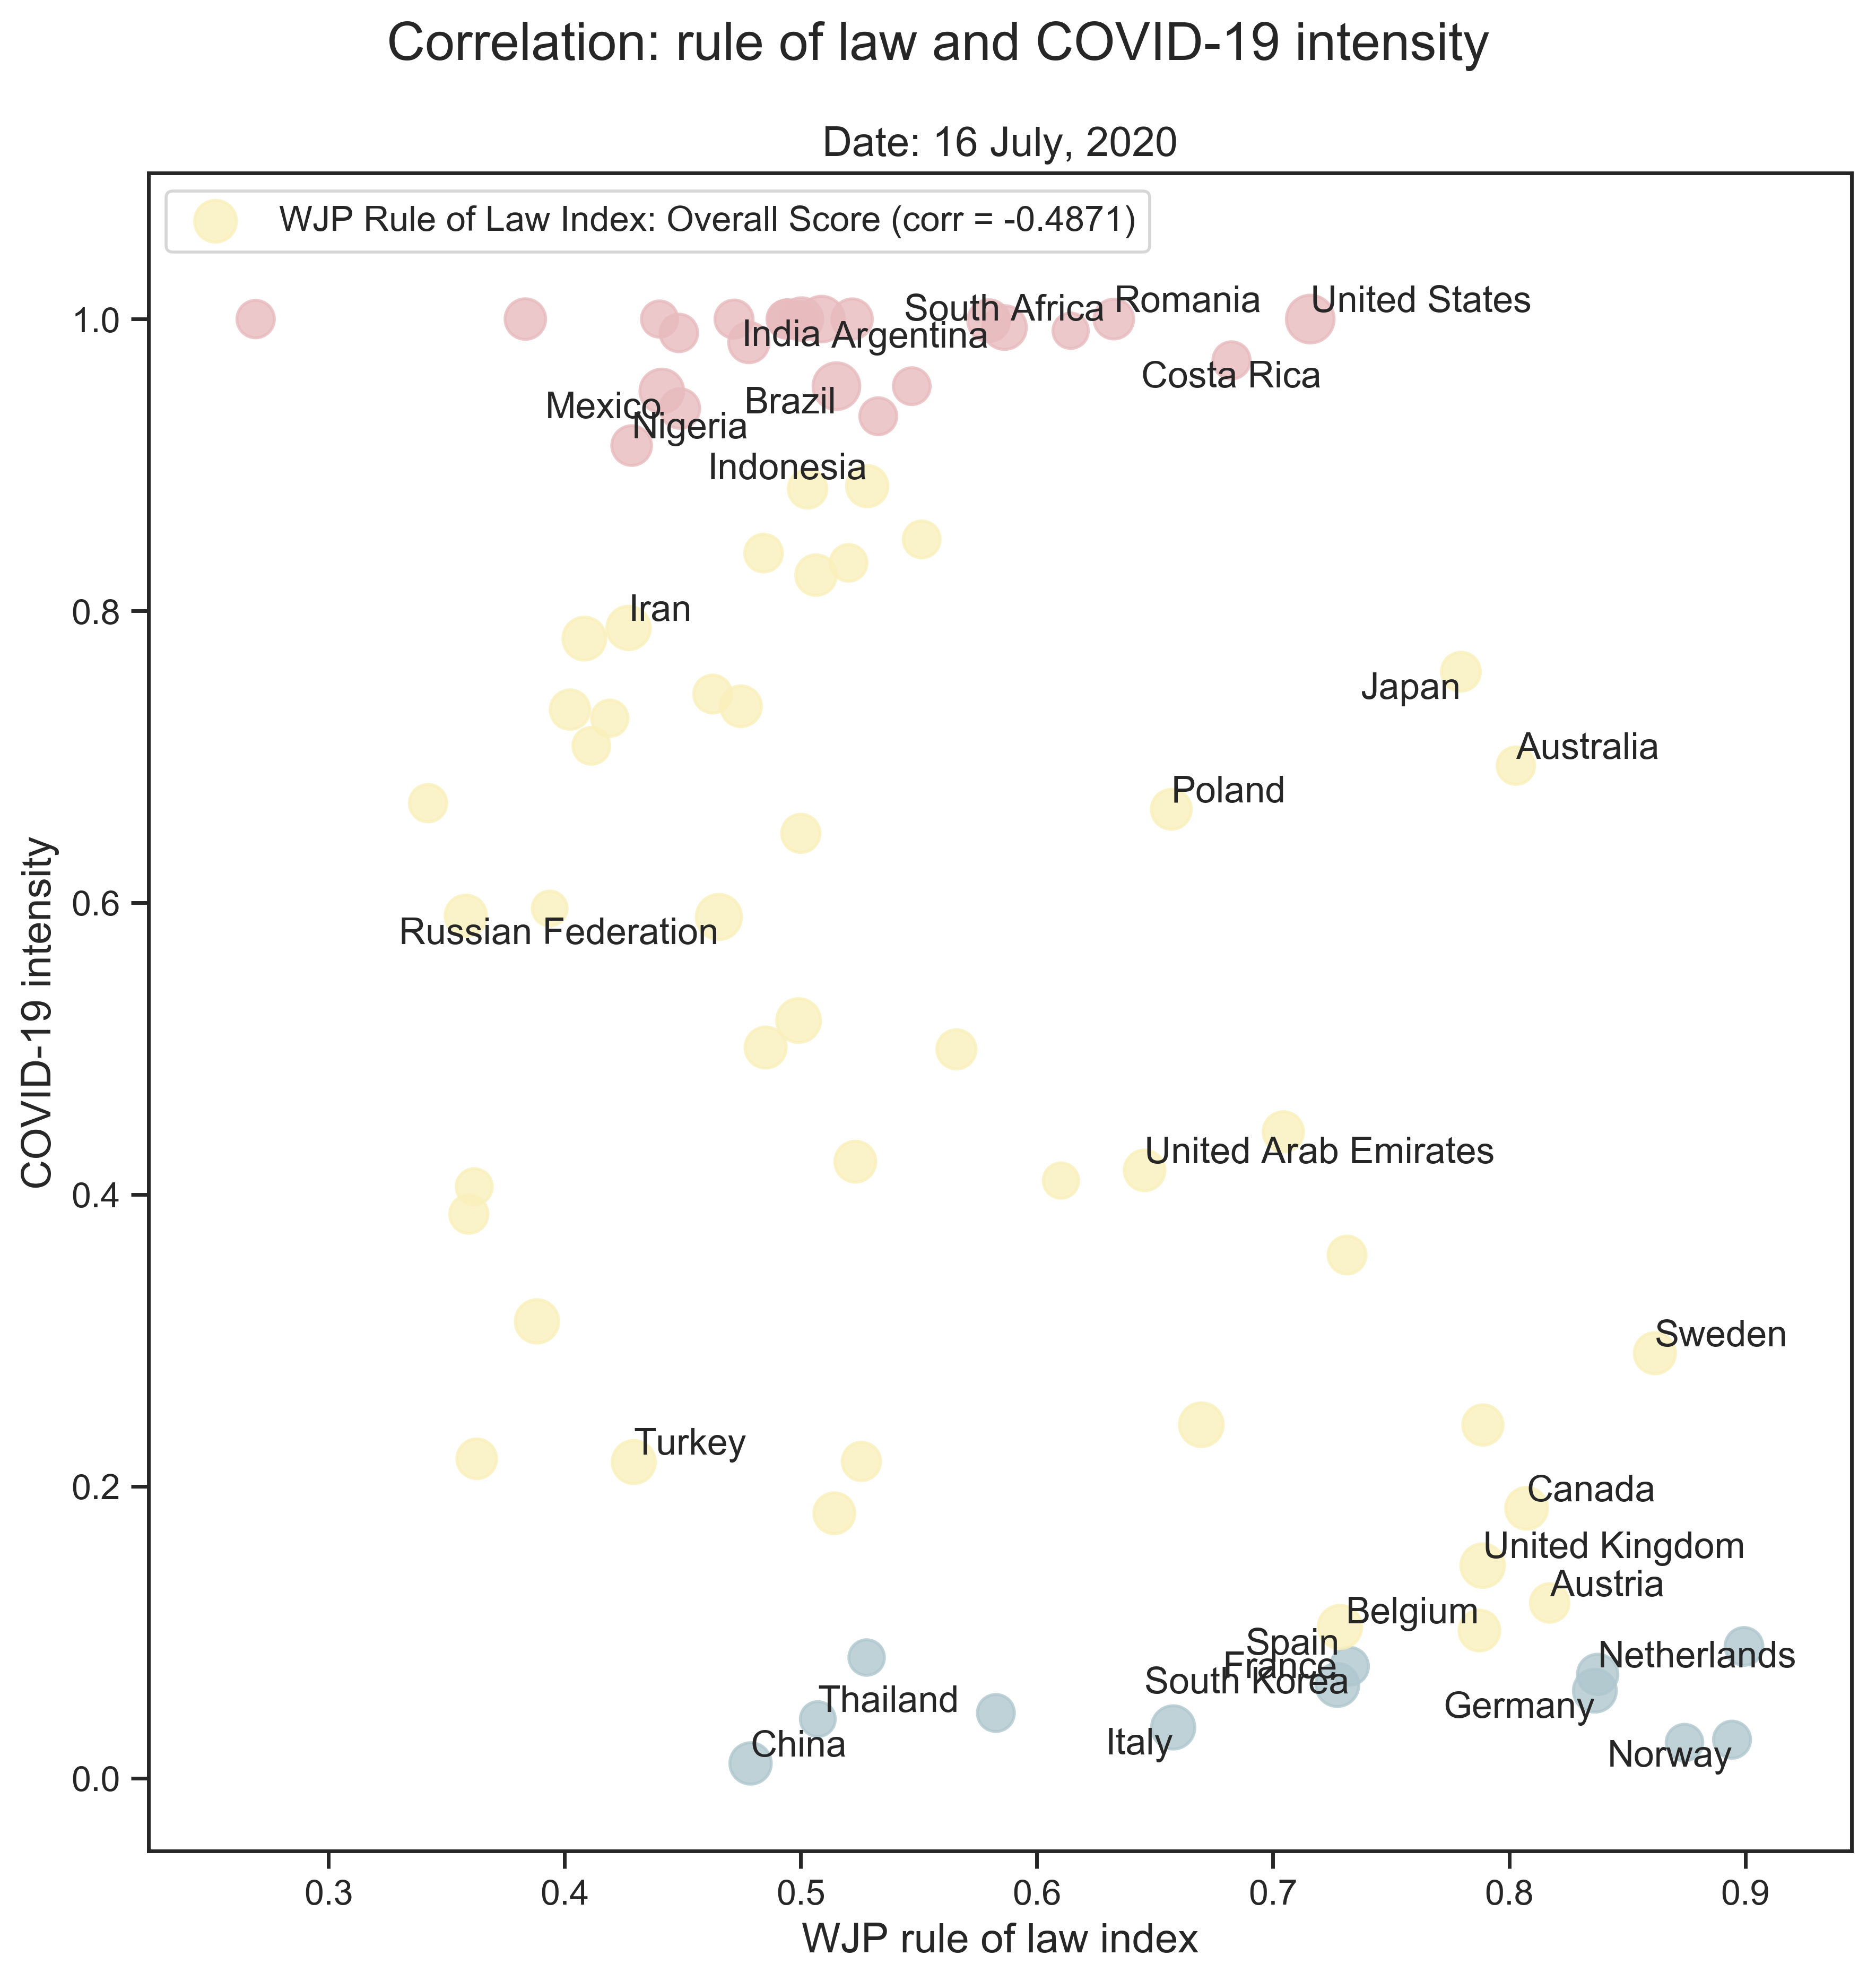 Correlation: rule of law and COVID-19 intensity
Date: 16 July, 2020
WJP Rule of Law Index: Overall Score (corr = -0.4871)
South Africa
Romania
United States
India
Argentina
Costa Rica
Mexico
Brazil
Nigeria
Indonesia
Iran
Japan
Australia
Poland
Russian Federation
United Arab Emirates
Sweden
Turkey
Canada
United Kingdom
Austria
Belgium
Spain
France
South Korea
Netherlands
Thailand
Germany
China
Italy
Norway
1.0
0.8
0.6
0.4
0.2
0.0
COVID-19 intensity
0.3 0.4 0.5 0.6 0.7 0.8 0.9
WJP rule of law index